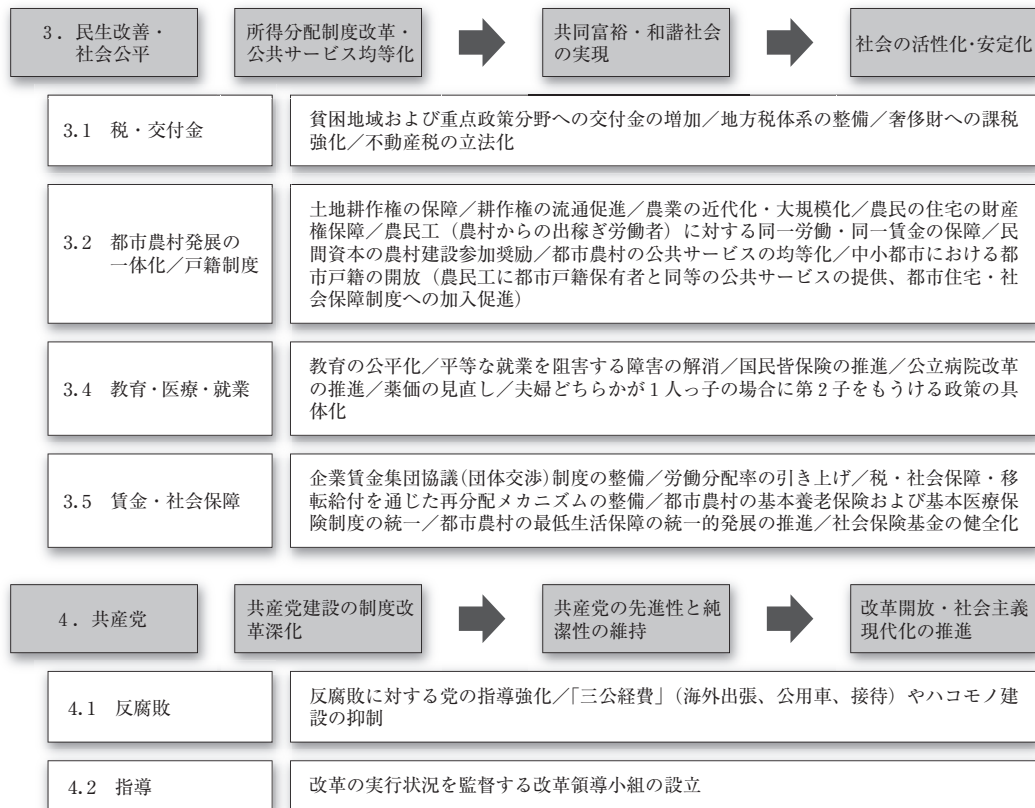 3．民生改善・
社会公平
所得分配制度改革・
公共サービス均等化
共同富裕・和諧社会
の実現
社会の活性化・安定化
3.1　税・交付金
貧困地域および重点政策分野への交付金の増加／地方税体系の整備／奢侈財への課税
強化／不動産税の立法化
3.2　都市農村発展の
一体化／戸籍制度
土地耕作権の保障／耕作権の流通促進／農業の近代化・大規模化／農民の住宅の財産
権保障／農民工（農村からの出稼ぎ労働者）に対する同一労働・同一賃金の保障／民
間資本の農村建設参加奨励／都市農村の公共サービスの均等化／中小都市における都
市戸籍の開放（農民工に都市戸籍保有者と同等の公共サービスの提供、都市住宅・社
会保障制度への加入促進）
3.4　教育・医療・就業
教育の公平化／平等な就業を阻害する障害の解消／国民皆保険の推進／公立病院改革
の推進／薬価の見直し／夫婦どちらかが１人っ子の場合に第２子をもうける政策の具
体化
3.5　賃金・社会保障
企業賃金集団協議(団体交渉)制度の整備／労働分配率の引き上げ／税・社会保障・移
転給付を通じた再分配メカニズムの整備／都市農村の基本養老保険および基本医療保
険制度の統一／都市農村の最低生活保障の統一的発展の推進／社会保険基金の健全化
4．共産党
共産党建設の制度改
革深化
共産党の先進性と純
潔性の維持
改革開放・社会主義
現代化の推進
4.1　反腐敗
反腐敗に対する党の指導強化／「三公経費」（海外出張、公用車、接待）やハコモノ建
設の抑制
4.2　指導
改革の実行状況を監督する改革領導小組の設立